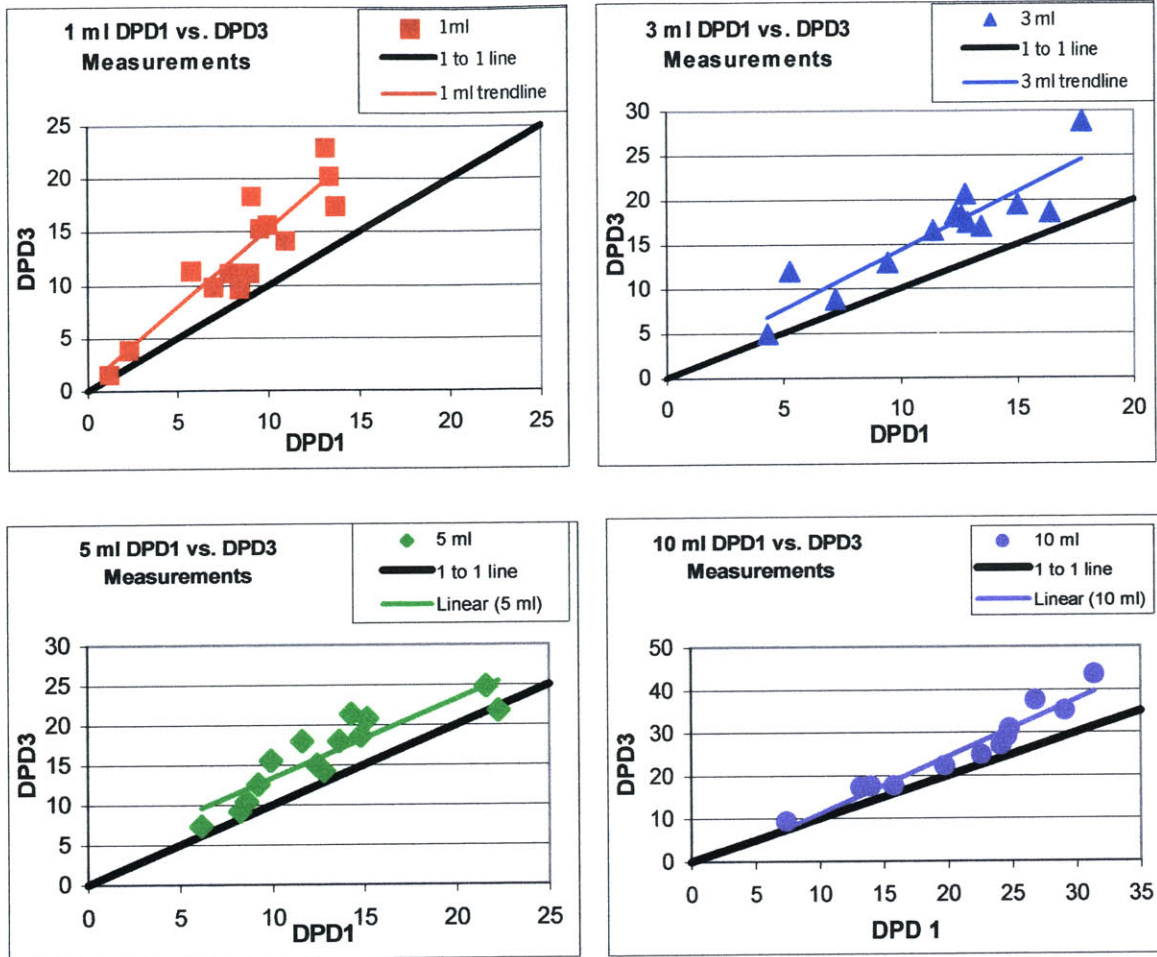 1 ml DPD1 vs. DPD3
Measurements
1ml
1 to 1 line
1 ml trendline
25
20
15
10
5
0
DPD3
0 5 10 15 20 25
DPD1
3 ml DPD1 vs. DPD3
Measurements
3 ml
1 to 1 line
3 ml trendline
30
25
20
15
10
5
0
DPD3
0 5 10 15 20
DPD1
5 ml DPD1 vs. DPD3
Measurements
5 ml
1 to 1 line
Linear (5 ml)
30
25
20
15
10
5
0
DPD3
0 5 10 15 20 25
DPD1
10 ml DPD1 vs. DPD3
Measurements
10 ml
1 to 1 line
Linear (10 ml)
50
40
30
20
10
0
DPD3
0 5 10 15 20 25 30 35
DPD 1